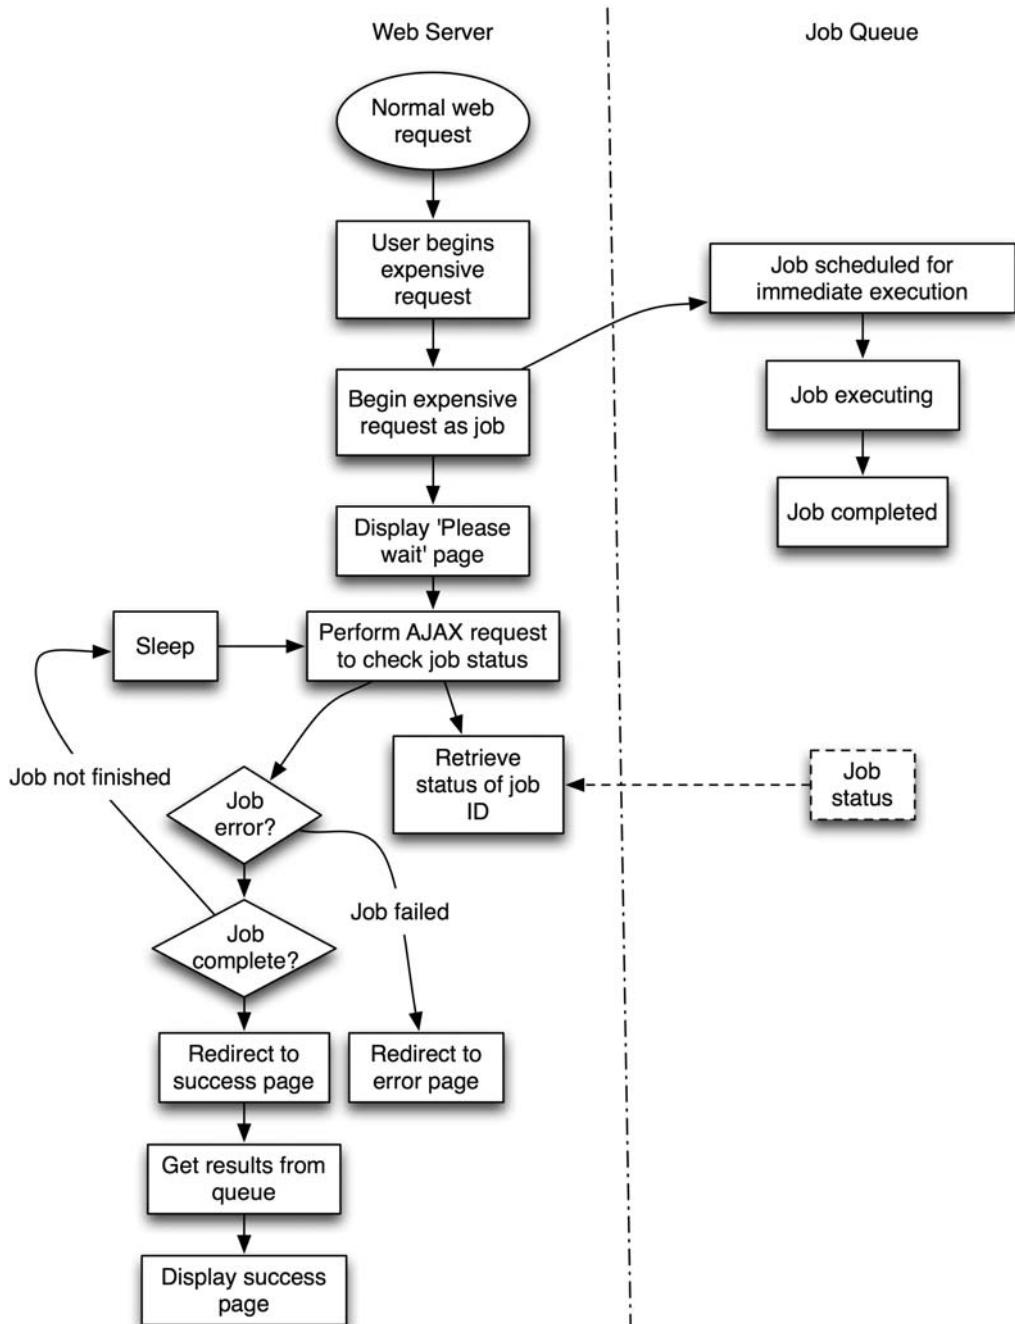 Web Server
Job Queue
Normal web
request
User begins
expensive
request
Job scheduled for
immediate execution
Begin expensive
request as job
Job executing
Job completed
Display 'Please
wait' page
Sleep
Perform AJAX request
to check job status
Job not finished
Retrieve
status of job
ID
Job
status
Job
error?
Job failed
Job
complete?
Redirect to
success page
Redirect to
error page
Get results from
queue
Display success
page